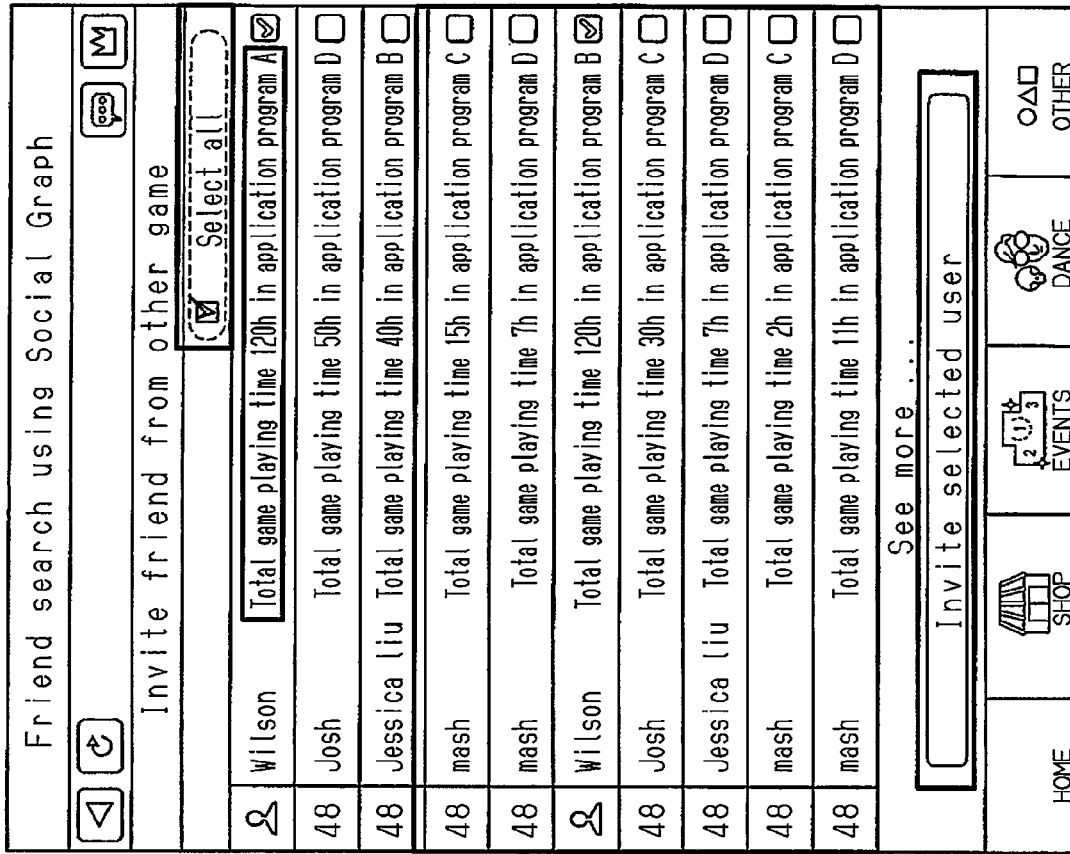 Friend search using Social Graph
Invite friend from other game
Select all
Wilson Total game playing time 120h in application program A
48 Josh Total game playing time 50h in application program D
48 Jessica liu Total game playing time 40h in application program B
48 mash Total game playing time 15h in application program C
48 mash Total game playing time 7h in application program D
Wilson Total game playing time 120h in application program B
48 Josh Total game playing time 30h in application program C
48 Jessica liu Total game playing time 7h in application program D
48 mash Total game playing time 2h in application program C
48 mash Total game playing time 11h in application program D
See more ...
Invite selected user
2 1 3
HOME SHOP EVENTS DANCE OTHER